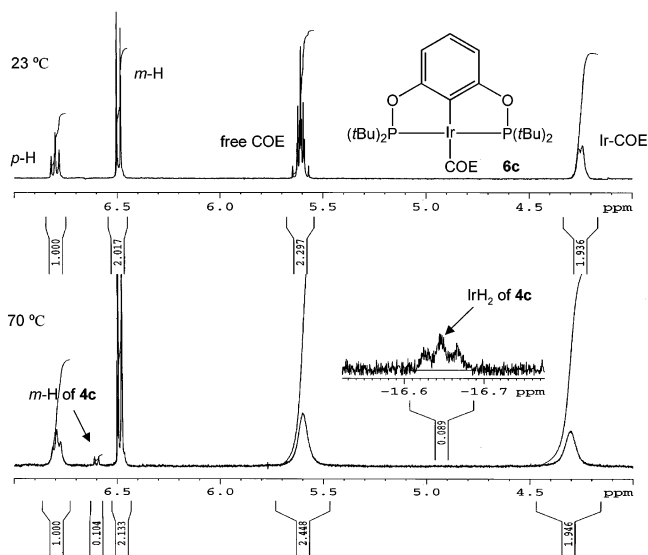 23 ºC
p-H
m-H
free COE
O
O
(tBu)₂P
Ir
P(tBu)₂
COE
6c
Ir-COE
6.5
6.0
5.5
5.0
4.5
ppm
1.000
2.017
2.297
1.936
70 ºC
m-H of 4c
IrH₂ of 4c
-16.6
-16.7
ppm
0.089
6.5
6.0
5.5
5.0
4.5
ppm
1.000
0.104
2.133
2.448
1.946